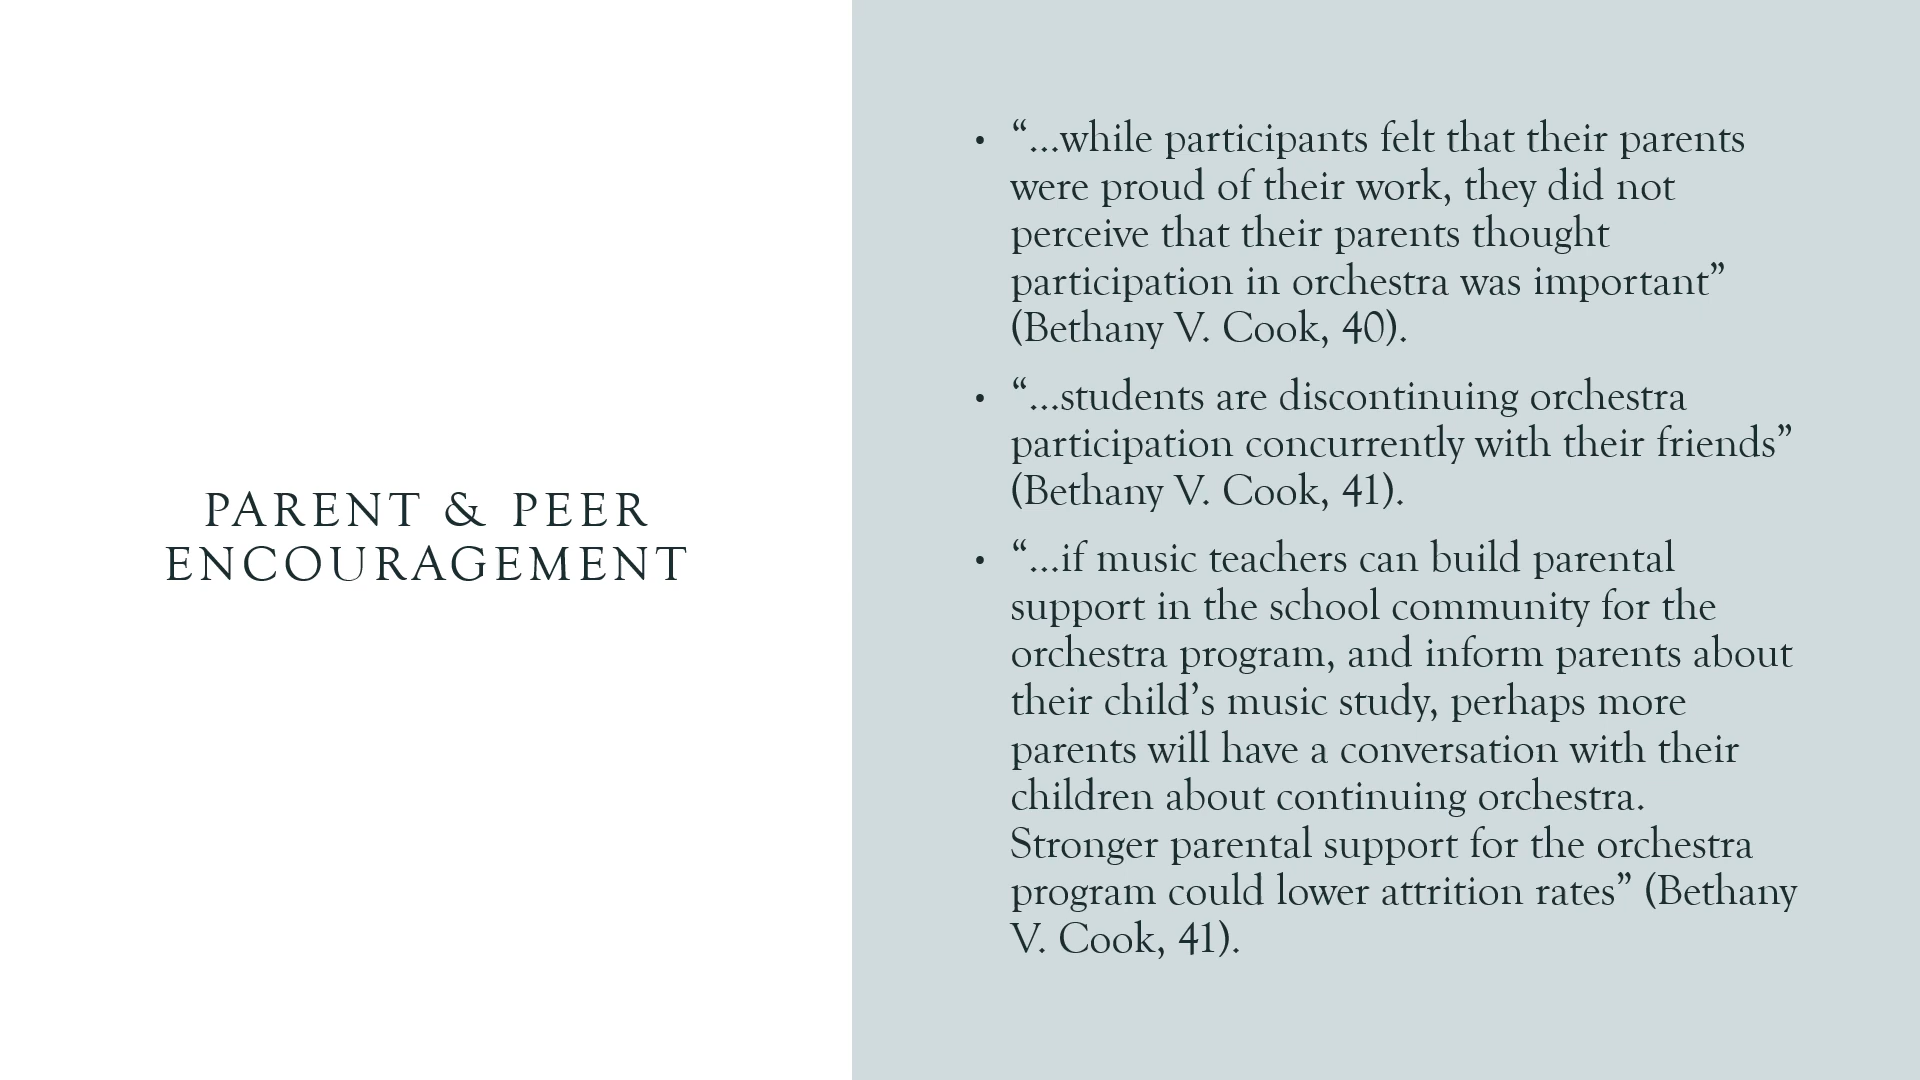 PARENT & PEER
ENCOURAGEMENT
• “…while participants felt that their parents
were proud of their work, they did not
perceive that their parents thought
participation in orchestra was important”
(Bethany V. Cook, 40).
• “…students are discontinuing orchestra
participation concurrently with their friends”
(Bethany V. Cook, 41).
• “…if music teachers can build parental
support in the school community for the
orchestra program, and inform parents about
their child’s music study, perhaps more
parents will have a conversation with their
children about continuing orchestra.
Stronger parental support for the orchestra
program could lower attrition rates” (Bethany
V. Cook, 41).